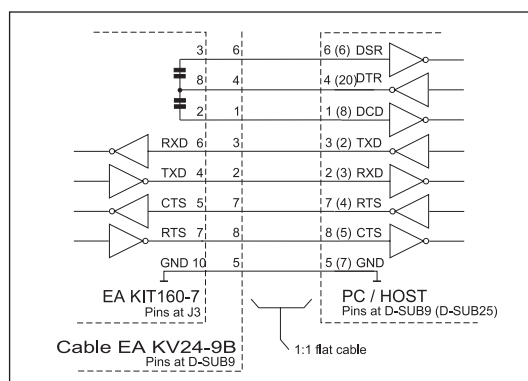 3 6 6 (6) DSR
8 4 4 (20) DTR
2 1 1 (8) DCD
RXD 6 3 3 (2) TXD
TXD 4 2 2 (3) RXD
CTS 5 7 7 (4) RTS
RTS 7 8 8 (5) CTS
GND 10 5 5 (7) GND
EA KIT160-7
Pins at J3
PC / HOST
Pins at D-SUB9 (D-SUB25)
Cable EA KV24-9B
Pins at D-SUB9
1:1 flat cable